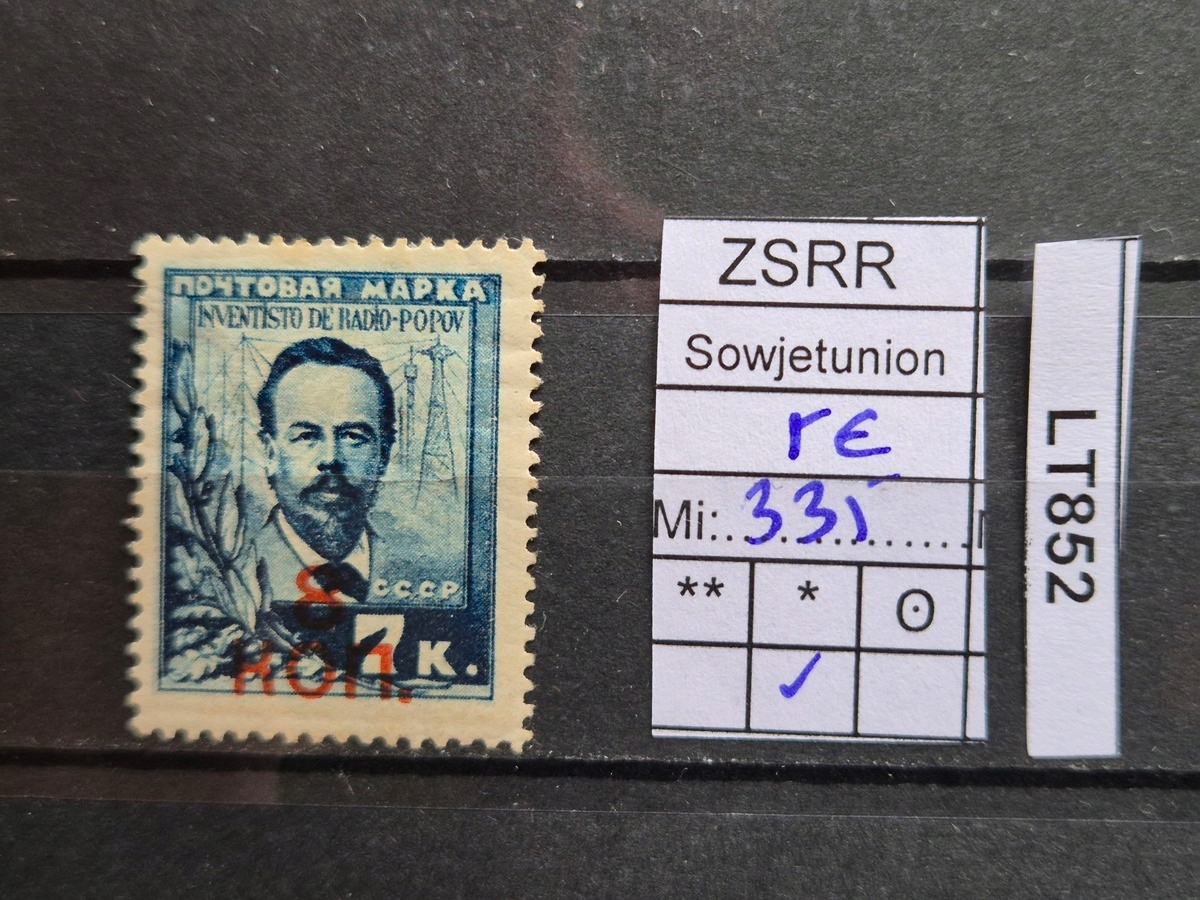 ПОЧТОВАЯ МАРКА
INVENTISTO DE RADIO-POPOV
СССР
7 К.
8
КОП.
ZSRR
Sowjetunion
ГЕ
Mi: 331
** * ʘ
✓
LT852